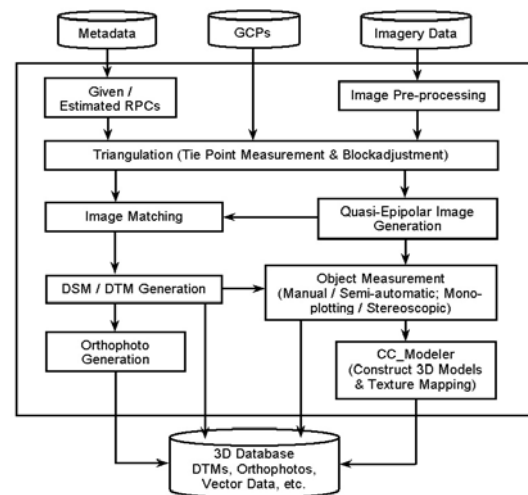 Metadata
GCPs
Imagery Data
Given /
Estimated RPCs
Image Pre-processing
Triangulation (Tie Point Measurement & Blockadjustment)
Image Matching
Quasi-Epipolar Image
Generation
DSM / DTM Generation
Object Measurement
(Manual / Semi-automatic; Mono-
plotting / Stereoscopic)
Orthophoto
Generation
CC_Modeler
(Construct 3D Models
& Texture Mapping)
3D Database
DTMs, Orthophotos,
Vector Data, etc.